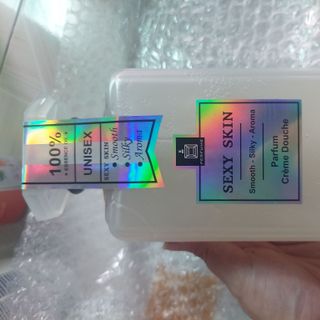 100%
UNISEX
SEXY SKIN
Smooth
Silky
Aroma
SEXY SKIN
Smooth - Silky - Aroma
Parfum
Crème Douche